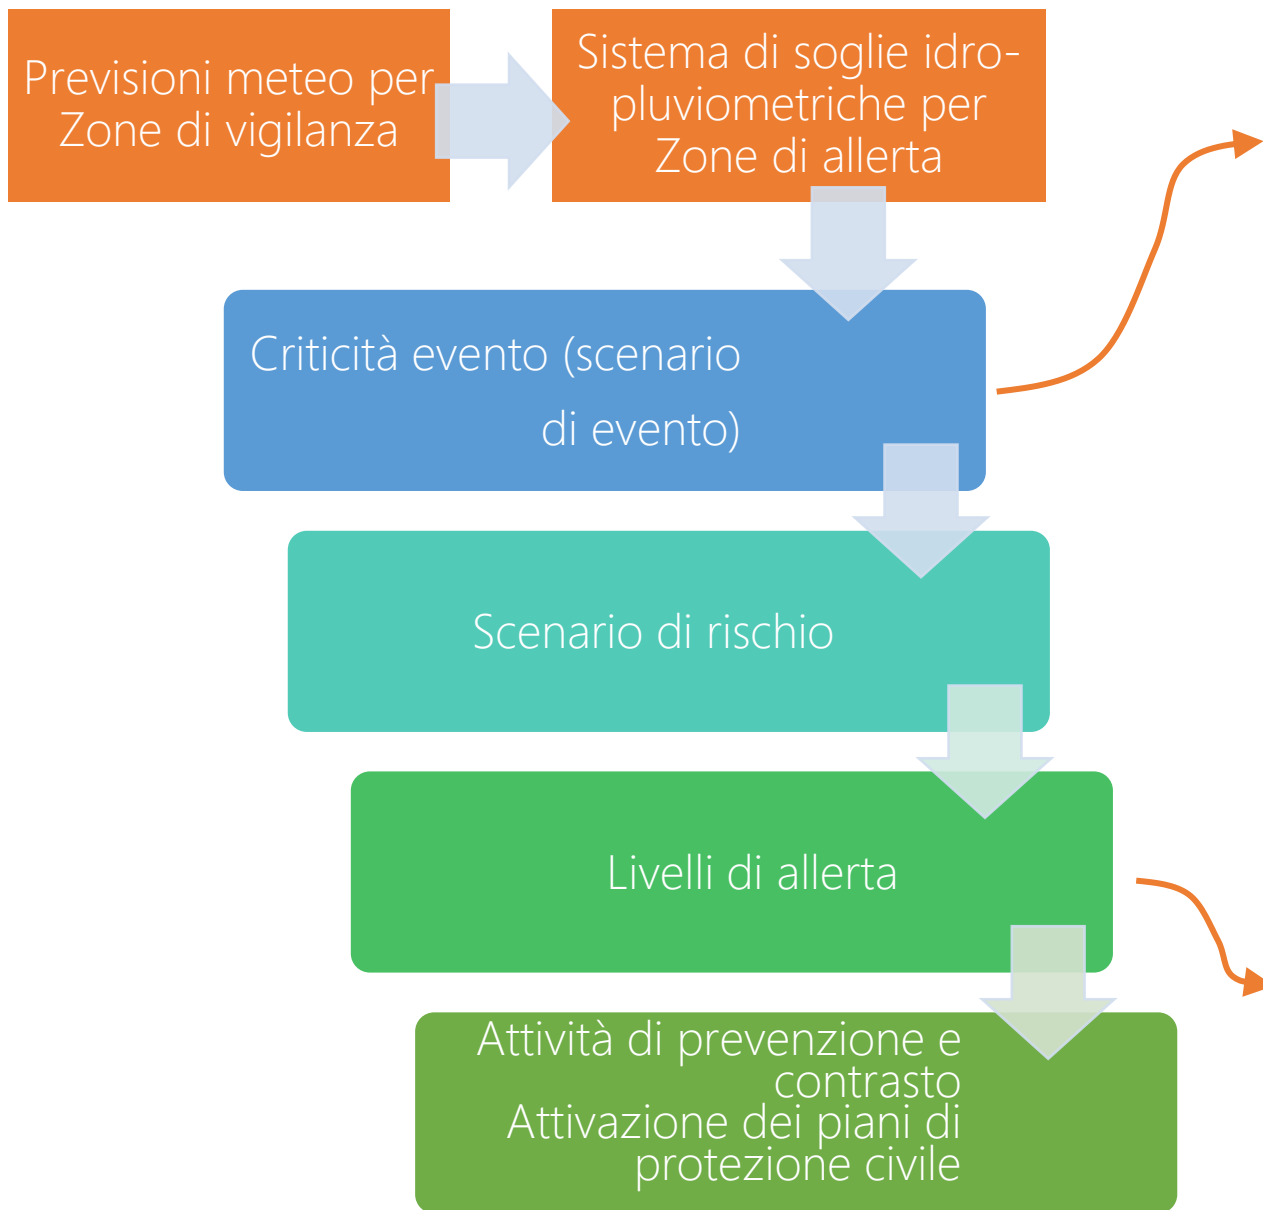 Previsioni meteo per
Zone di vigilanza
Sistema di soglie idro-
pluviometriche per
Zone di allerta
Criticità evento (scenario
di evento)
Scenario di rischio
Livelli di allerta
Attività di prevenzione e
contrasto
Attivazione dei piani di
protezione civile